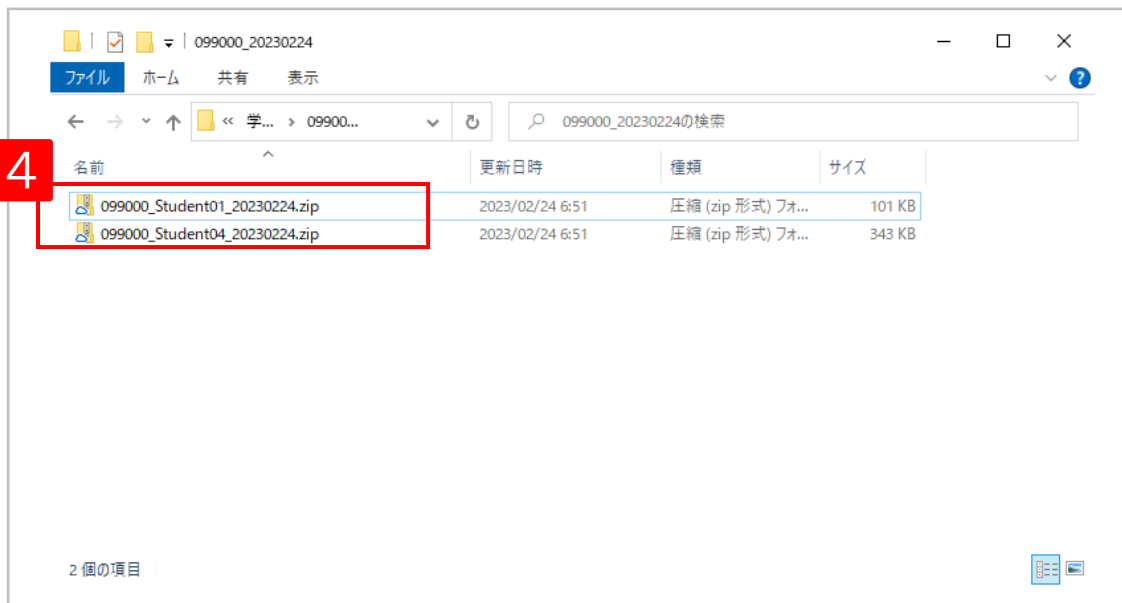 099000_20230224
ファイル ホーム 共有 表示
« 学... › 09900... 099000_20230224の検索
4
名前 更新日時 種類 サイズ
099000_Student01_20230224.zip 2023/02/24 6:51 圧縮 (zip 形式) フォ... 101 KB
099000_Student04_20230224.zip 2023/02/24 6:51 圧縮 (zip 形式) フォ... 343 KB
2 個の項目